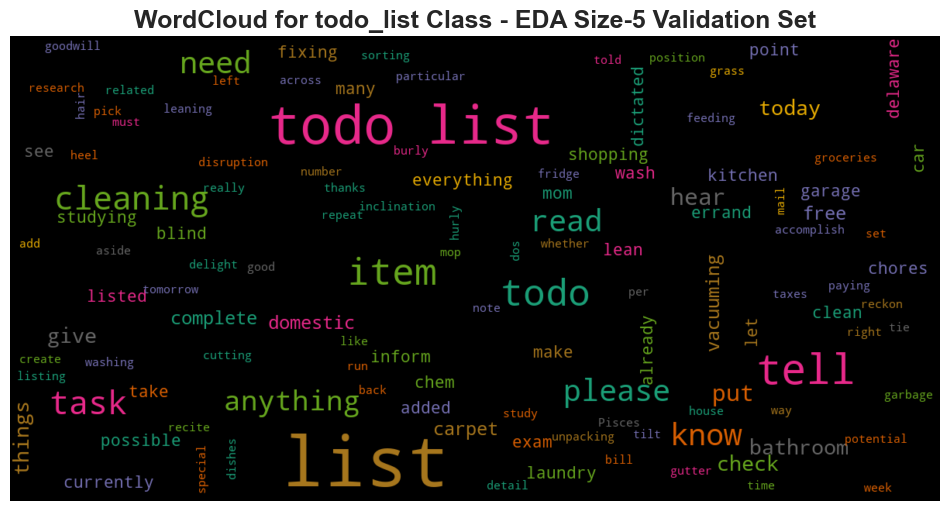 WordCloud for todo_list Class - EDA Size-5 Validation Set
goodwill
need
fixing
sorting
told
position
point
delaware
research
related
left
across
particular
many
grass
hair
pick
must
leaning
todo list
dictated
feeding
today
see
heel
burly
shopping
car
disruption
number
fridge
wash
kitchen
groceries
cleaning
really
thanks
everything
mom
hear
mail
garage
studying
repeat
inclination
hurly
read
errand
free
add
blind
aside
mop
dos
whether
lean
accomplish
set
delight
good
item
vacuuming
chores
listed
tomorrow
todo
per
taxes
paying
reckon
note
clean
give
complete
domestic
already
let
right
tie
create
washing
cutting
like
inform
make
listing
run
chem
tell
task
take
back
please
put
garbage
things
anything
added
study
Pisces
house
way
recite
possible
carpet
exam
unpacking
tilt
know
bathroom
potential
special
dishes
list
bill
gutter
check
currently
laundry
detail
time
week